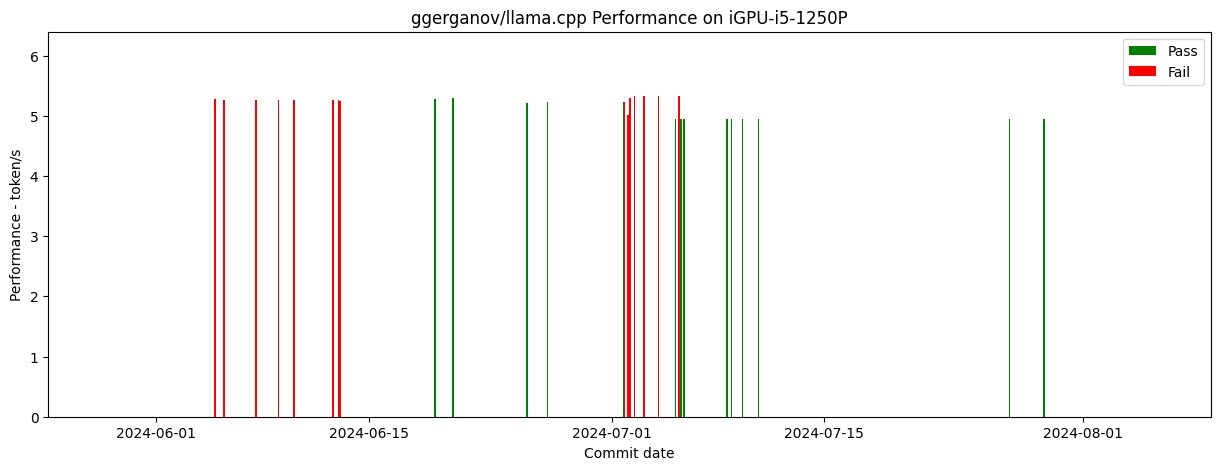 ggerganov/llama.cpp Performance on iGPU-i5-1250P
Pass
Fail
Performance - token/s
6
5
4
3
2
1
0
2024-06-01
2024-06-15
2024-07-01
2024-07-15
2024-08-01
Commit date